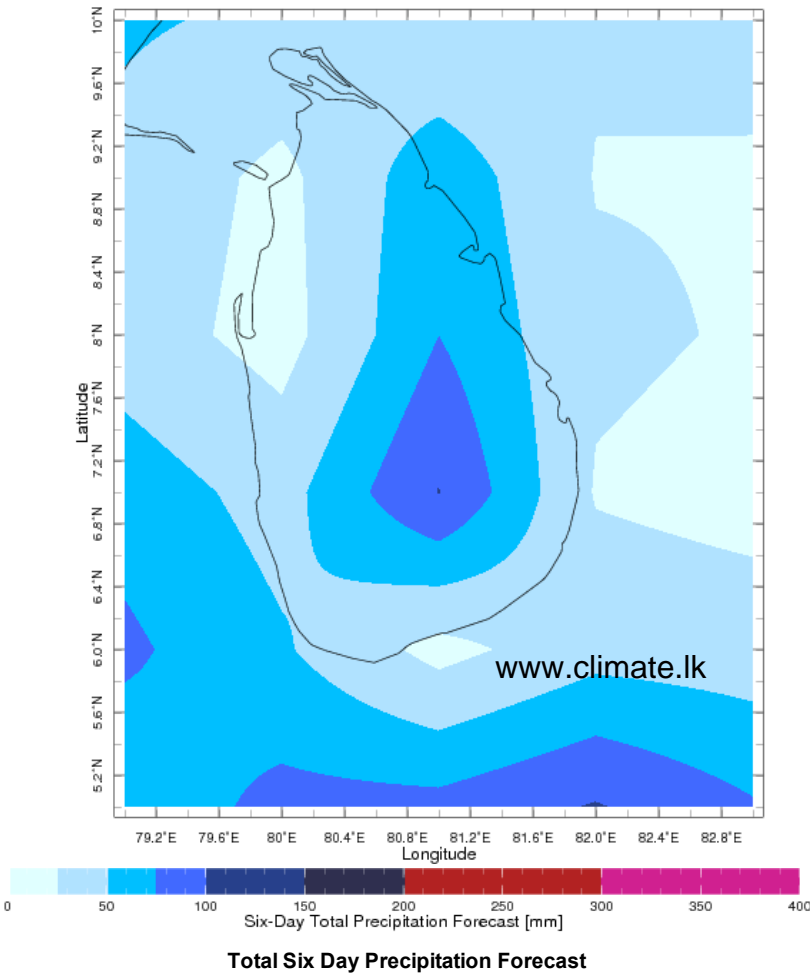 10°N
9.6°N
9.2°N
8.8°N
8.4°N
8°N
7.6°N
7.2°N
6.8°N
6.4°N
6.0°N
5.6°N
5.2°N
Latitude
www.climate.lk
79.2°E 79.6°E 80°E 80.4°E 80.8°E 81.2°E 81.6°E 82.0°E 82.4°E 82.8°E
Longitude
0 50 100 150 200 250 300 350 400
Six-Day Total Precipitation Forecast [mm]
Total Six Day Precipitation Forecast